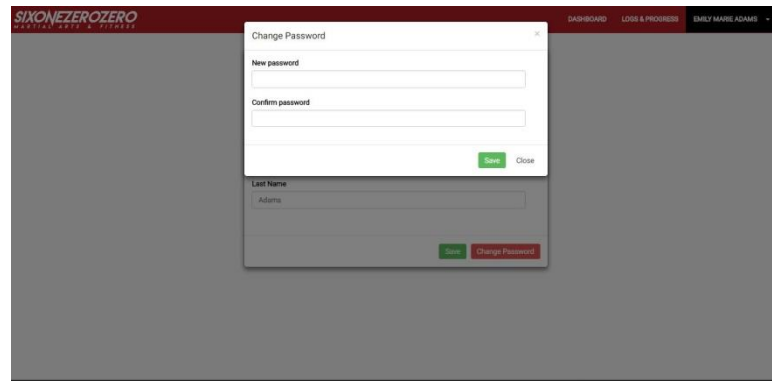 SIXONEZEROZERO
MARTIAL ARTS & FITNESS
DASHBOARD
LOGS & PROGRESS
EMILY MARIE ADAMS
Change Password
×
New password
Confirm password
Save
Close
Last Name
Adams
Save
Change Password